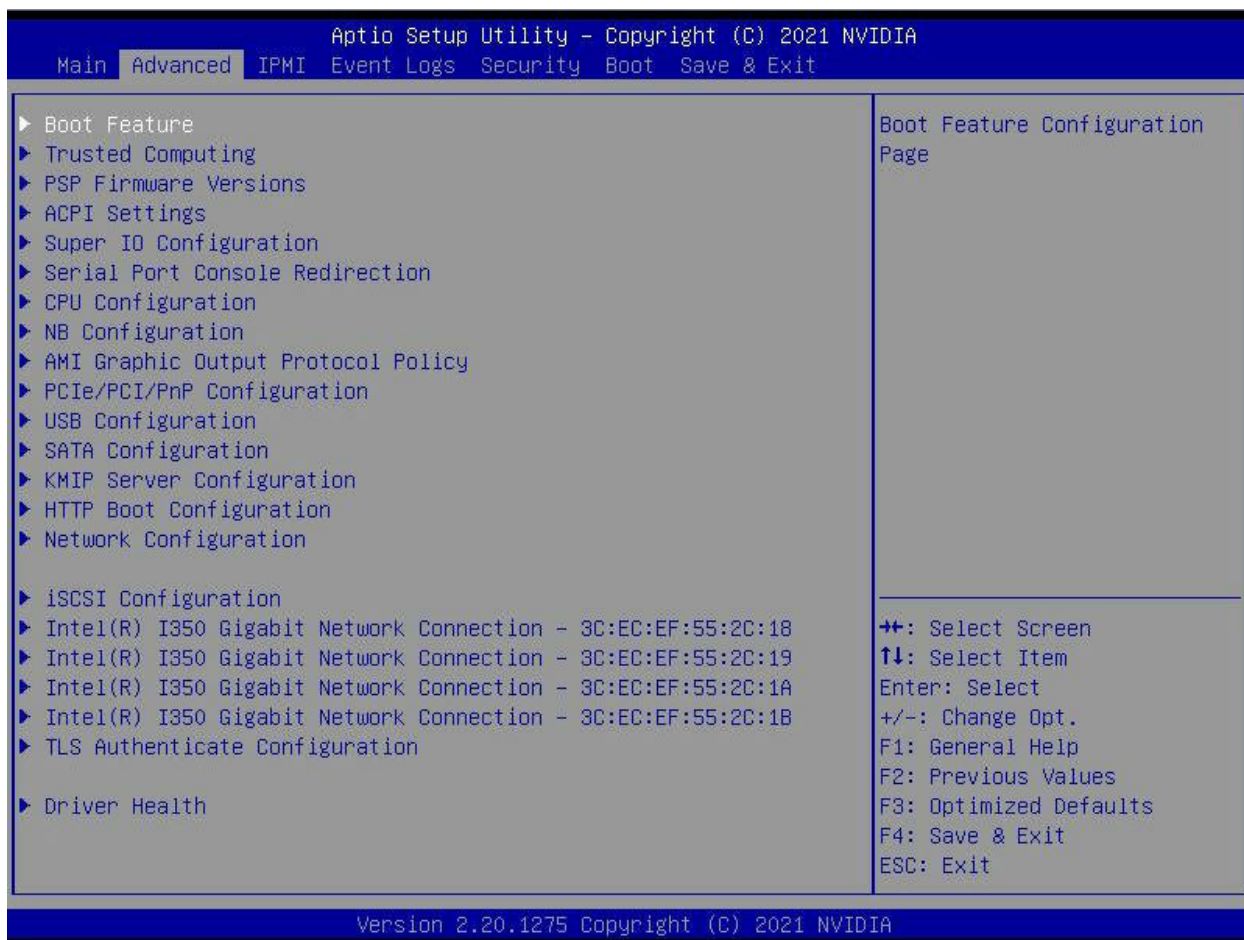 Aptio Setup Utility – Copyright (C) 2021 NVIDIA
Main Advanced IPMI Event Logs Security Boot Save & Exit
Boot Feature
Trusted Computing
PSP Firmware Versions
ACPI Settings
Super IO Configuration
Serial Port Console Redirection
CPU Configuration
NB Configuration
AMI Graphic Output Protocol Policy
PCIe/PCI/PnP Configuration
USB Configuration
SATA Configuration
KMIP Server Configuration
HTTP Boot Configuration
Network Configuration
iSCSI Configuration
Intel(R) I350 Gigabit Network Connection – 3C:EC:EF:55:2C:18
Intel(R) I350 Gigabit Network Connection – 3C:EC:EF:55:2C:19
Intel(R) I350 Gigabit Network Connection – 3C:EC:EF:55:2C:1A
Intel(R) I350 Gigabit Network Connection – 3C:EC:EF:55:2C:1B
TLS Authenticate Configuration
Driver Health
Boot Feature Configuration
Page
→←: Select Screen
↑↓: Select Item
Enter: Select
+/-: Change Opt.
F1: General Help
F2: Previous Values
F3: Optimized Defaults
F4: Save & Exit
ESC: Exit
Version 2.20.1275 Copyright (C) 2021 NVIDIA